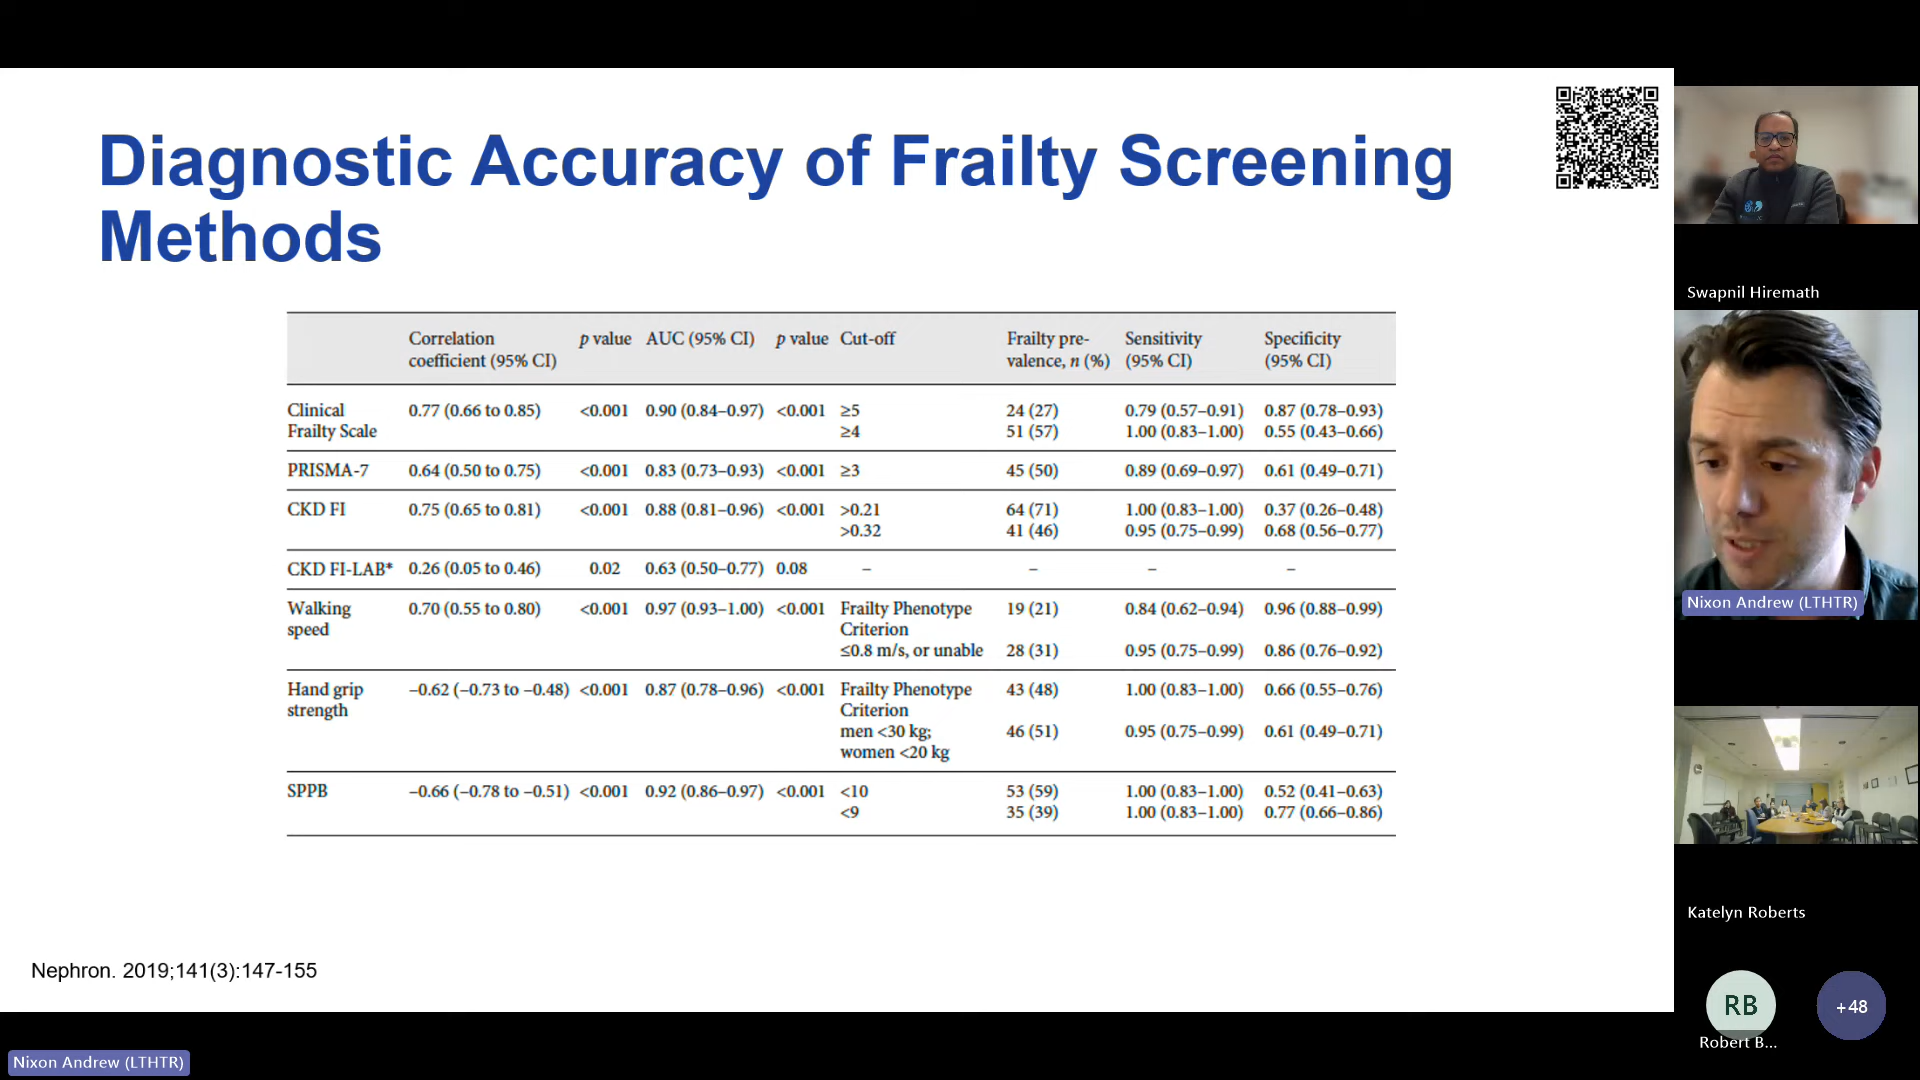 Diagnostic Accuracy of Frailty Screening
Methods
Correlation coefficient (95% CI) p value AUC (95% CI) p value Cut-off Frailty pre-valence, n (%) Sensitivity (95% CI) Specificity (95% CI)
Clinical Frailty Scale 0.77 (0.66 to 0.85) <0.001 0.90 (0.84–0.97) <0.001 ≥5 24 (27) 0.79 (0.57–0.91) 0.87 (0.78–0.93)
≥4 51 (57) 1.00 (0.83–1.00) 0.55 (0.43–0.66)
PRISMA-7 0.64 (0.50 to 0.75) <0.001 0.83 (0.73–0.93) <0.001 ≥3 45 (50) 0.89 (0.69–0.97) 0.61 (0.49–0.71)
CKD FI 0.75 (0.65 to 0.81) <0.001 0.88 (0.81–0.96) <0.001 >0.21 64 (71) 1.00 (0.83–1.00) 0.37 (0.26–0.48)
>0.32 41 (46) 0.95 (0.75–0.99) 0.68 (0.56–0.77)
CKD FI-LAB* 0.26 (0.05 to 0.46) 0.02 0.63 (0.50–0.77) 0.08 – – – –
Walking speed 0.70 (0.55 to 0.80) <0.001 0.97 (0.93–1.00) <0.001 Frailty Phenotype Criterion 19 (21) 0.84 (0.62–0.94) 0.96 (0.88–0.99)
≤0.8 m/s, or unable 28 (31) 0.95 (0.75–0.99) 0.86 (0.76–0.92)
Hand grip strength –0.62 (–0.73 to –0.48) <0.001 0.87 (0.78–0.96) <0.001 Frailty Phenotype Criterion 43 (48) 1.00 (0.83–1.00) 0.66 (0.55–0.76)
men <30 kg; women <20 kg 46 (51) 0.95 (0.75–0.99) 0.61 (0.49–0.71)
SPPB –0.66 (–0.78 to –0.51) <0.001 0.92 (0.86–0.97) <0.001 <10 53 (59) 1.00 (0.83–1.00) 0.52 (0.41–0.63)
<9 35 (39) 1.00 (0.83–1.00) 0.77 (0.66–0.86)
Nephron. 2019;141(3):147-155
Swapnil Hiremath
Nixon Andrew (LTHTR)
Katelyn Roberts
RB
+48
Robert B...
Nixon Andrew (LTHTR)